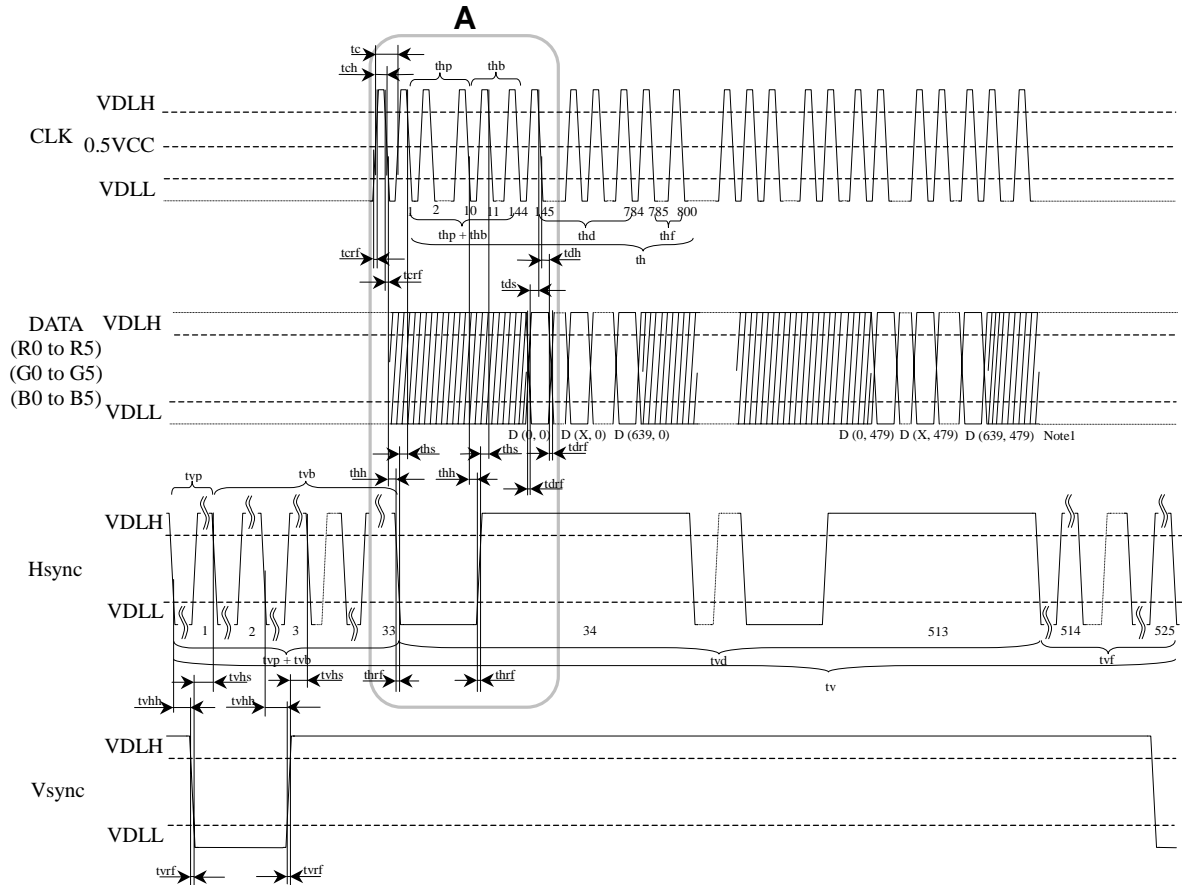 A
tc
tch
thp
thb
VDLH
CLK
0.5VCC
VDLL
1 2 10 11 144 145 784 785 800
thp + thb
thd
thf
th
tcrf
tcrf
tdh
tds
DATA
(R0 to R5)
(G0 to G5)
(B0 to B5)
VDLH
VDLL
D (0, 0) D (X, 0) D (639, 0) D (0, 479) D (X, 479) D (639, 479) Note1
ths
ths
tdrf
thh
thh
tdrf
tvp
tvb
VDLH
Hsync
VDLL
1 2 3 33 34 513 514 525
tvp + tvb
tvd
tvf
tv
tvhs
tvhs
thrf
thrf
tvhh
tvhh
VDLH
Vsync
VDLL
tvrf
tvrf